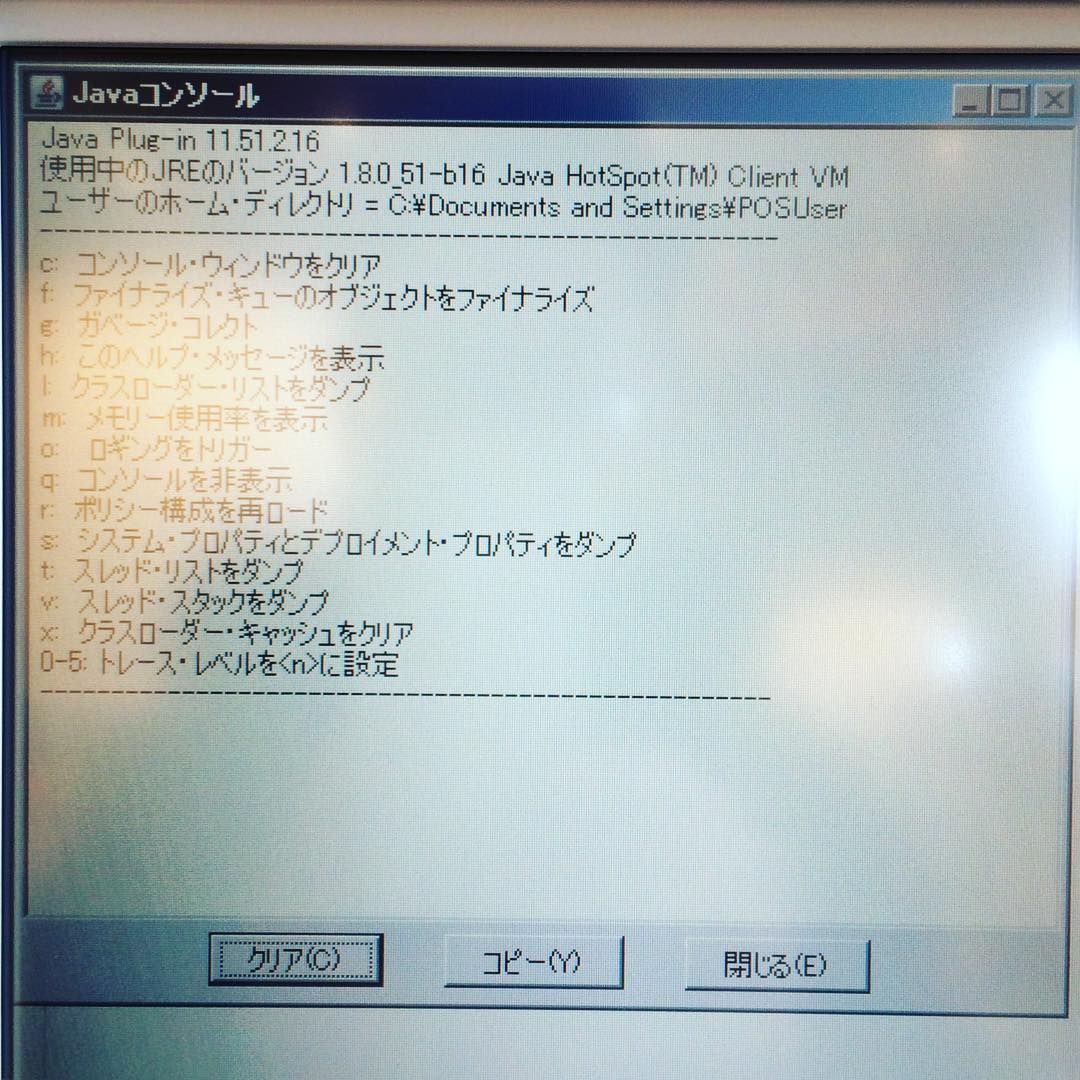 Javaコンソール
Java Plug-in 11.51.2.16
使用中のJREのバージョン 1.8.0_51-b16 Java HotSpot(TM) Client VM
ユーザーのホーム・ディレクトリ = C:¥Documents and Settings¥POSUser
----------------------------------------------------
c: コンソール・ウィンドウをクリア
f: ファイナライズ・キューのオブジェクトをファイナライズ
g: ガベージ・コレクト
h: このヘルプ・メッセージを表示
l: クラスローダー・リストをダンプ
m: メモリー使用率を表示
o: ロギングをトリガー
q: コンソールを非表示
r: ポリシー構成を再ロード
s: システム・プロパティとデプロイメント・プロパティをダンプ
t: スレッド・リストをダンプ
v: スレッド・スタックをダンプ
x: クラスローダー・キャッシュをクリア
0-5: トレース・レベルを<n>に設定
----------------------------------------------------
クリア(C) コピー(Y) 閉じる(E)